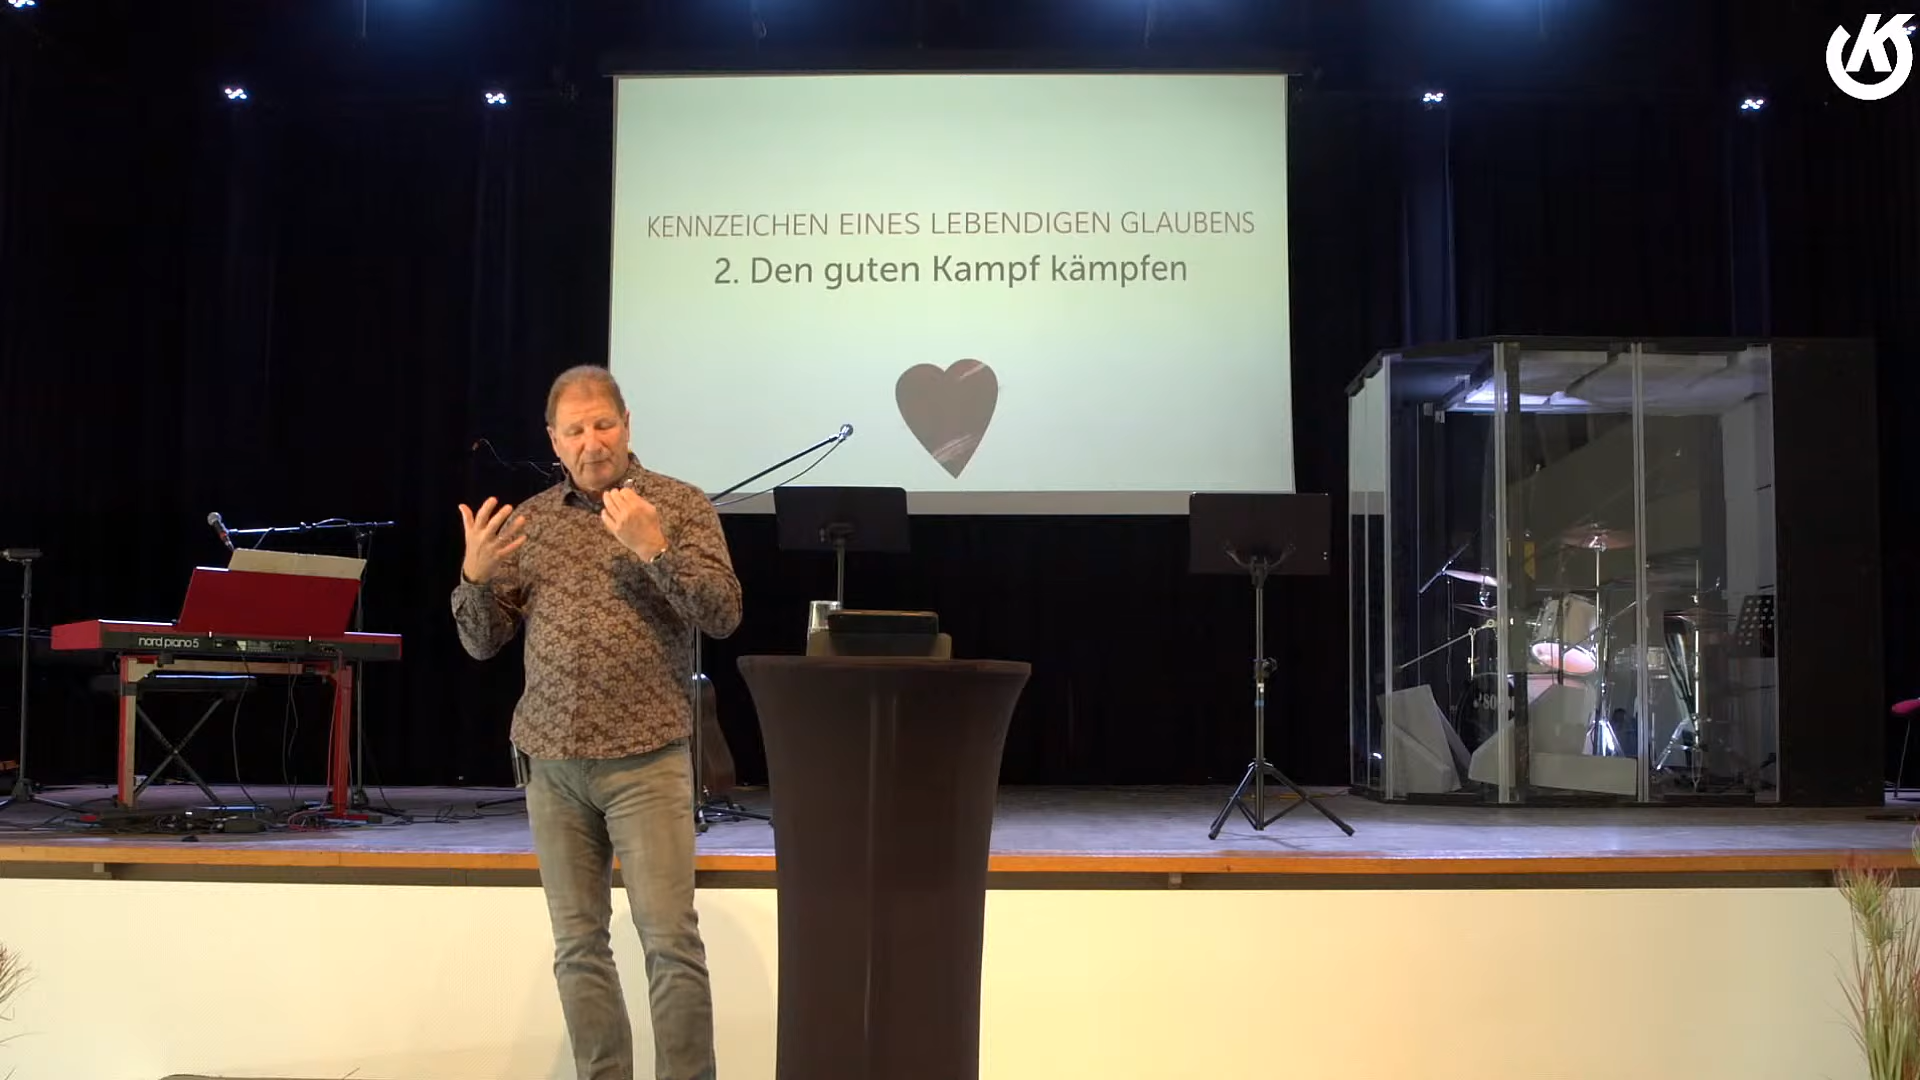 KENNZEICHEN EINES LEBENDIGEN GLAUBENS
2. Den guten Kampf kämpfen
nord piano 5